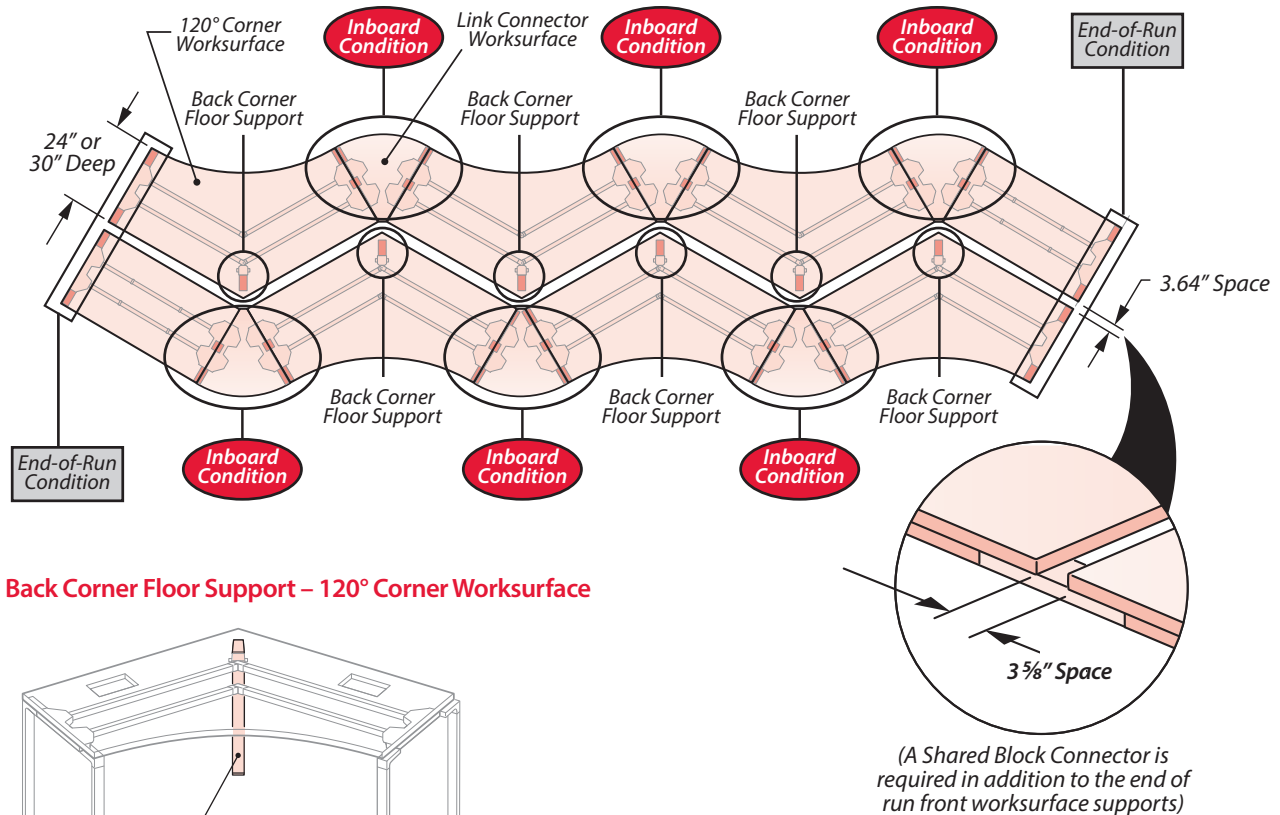 120° Corner
Worksurface
Inboard
Condition
Link Connector
Worksurface
Inboard
Condition
Inboard
Condition
End-of-Run
Condition
Back Corner
Floor Support
Back Corner
Floor Support
Back Corner
Floor Support
24" or
30" Deep
3.64" Space
Back Corner
Floor Support
Back Corner
Floor Support
Back Corner
Floor Support
End-of-Run
Condition
Inboard
Condition
Inboard
Condition
Inboard
Condition
Back Corner Floor Support – 120° Corner Worksurface
3 5⁄8" Space
(A Shared Block Connector is
required in addition to the end of
run front worksurface supports)